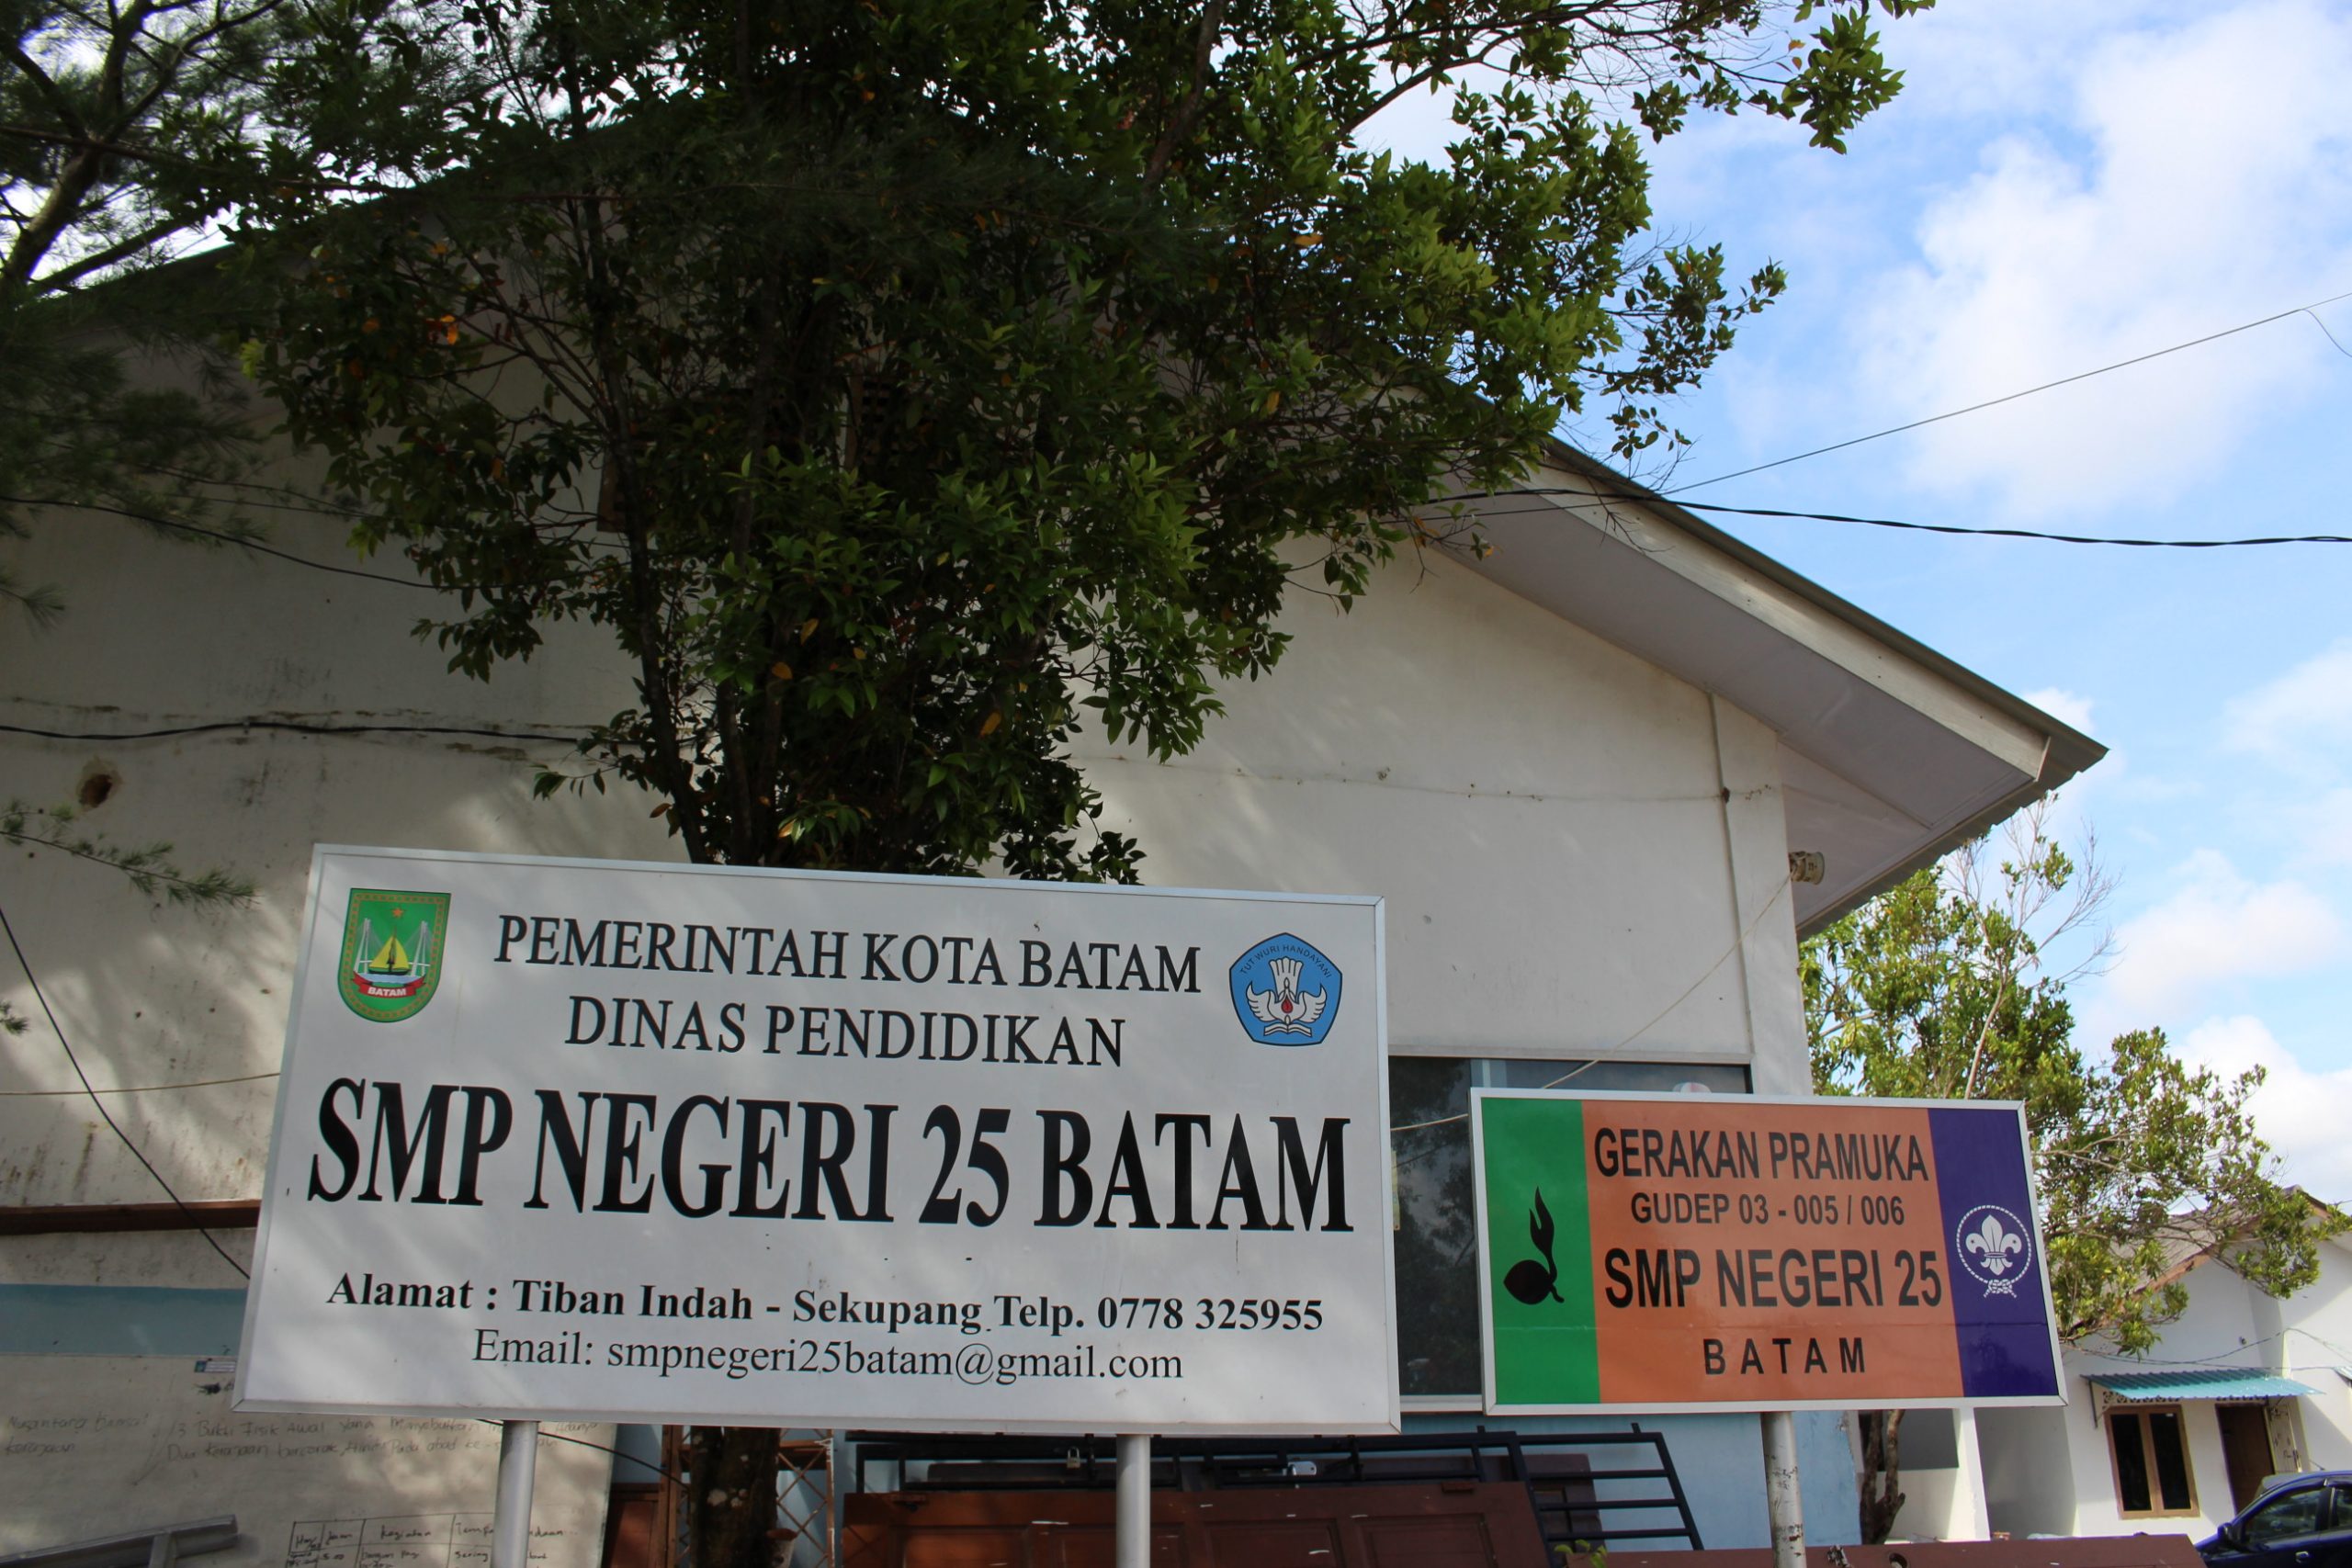 BATAM
PEMERINTAH KOTA BATAM
TUT WURI HANDAYANI
DINAS PENDIDIKAN
SMP NEGERI 25 BATAM
Alamat : Tiban Indah - Sekupang Telp. 0778 325955
Email: smpnegeri25batam@gmail.com
GERAKAN PRAMUKA
GUDEP 03 - 005 / 006
SMP NEGERI 25
BATAM